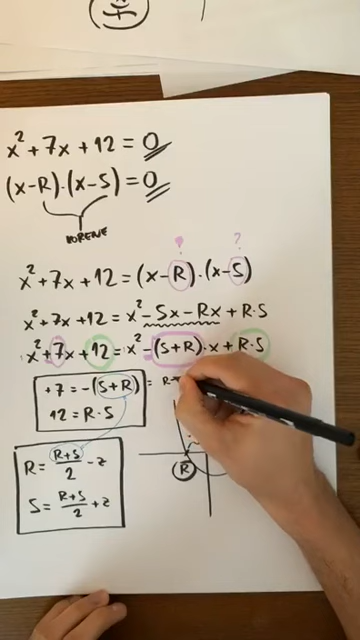 x² + 7x + 12 = 0
(x-R)·(x-S) = 0
KORENE
? ?
x² + 7x + 12 = (x-R)·(x-S)
x² + 7x + 12 = x² - Sx - Rx + R·S
x² + 7x + 12 = x² - (S+R)·x + R·S
+7 = -(S+R) = R+
12 = R·S
R = R+S/2 - z
S = R+S/2 + z
R